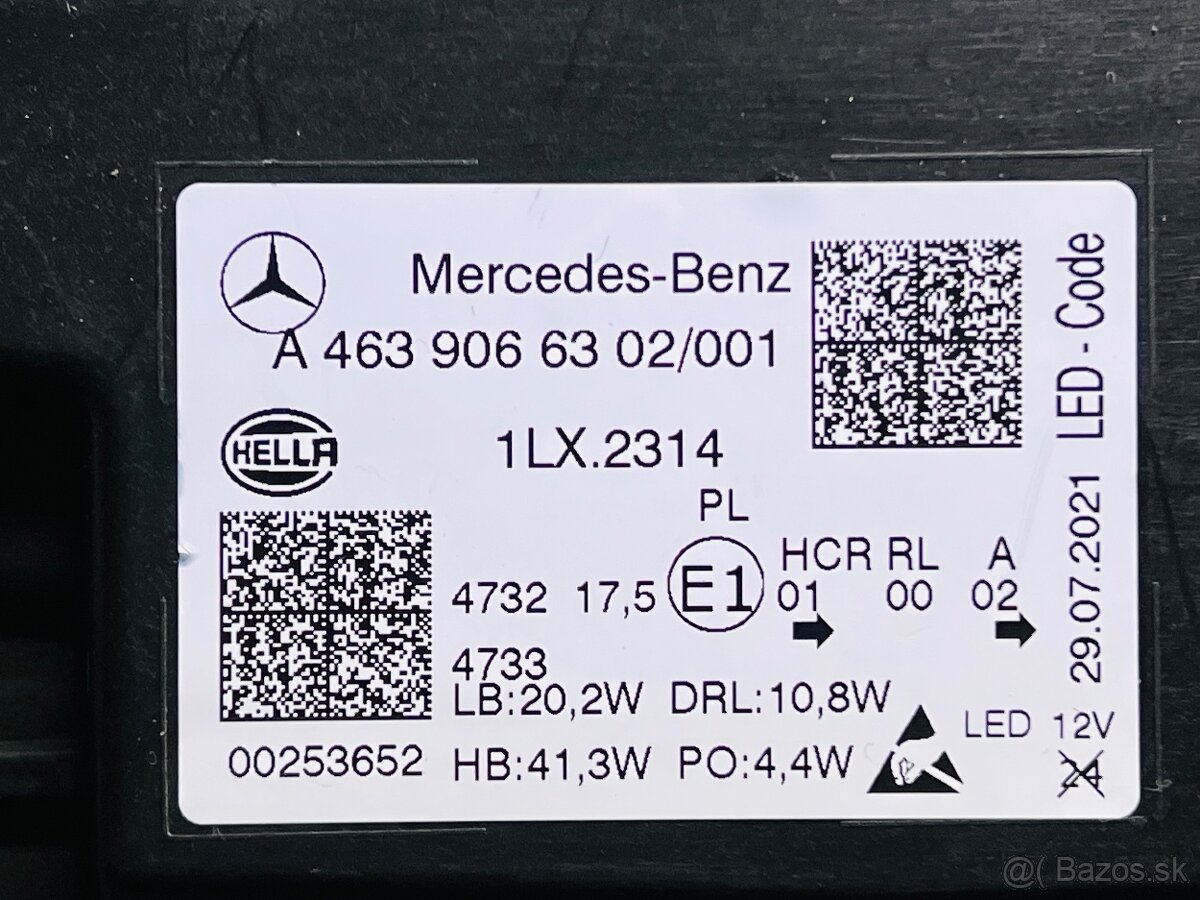 Mercedes-Benz
A 463 906 63 02/001
HELLA
1LX.2314
PL
4732 17,5 E1 HCR RL A
01 00 02
4733
LB:20,2W DRL:10,8W
00253652 HB:41,3W PO:4,4W
LED 12V
24
29.07.2021 LED - Code
@( Bazos.sk